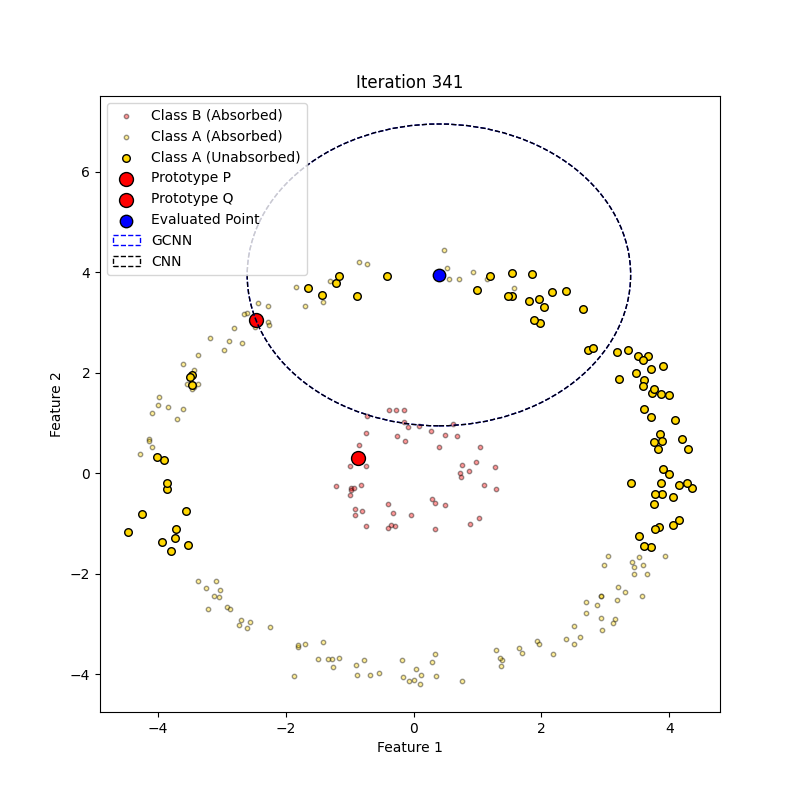 Iteration 341
Class B (Absorbed)
Class A (Absorbed)
Class A (Unabsorbed)
Prototype P
Prototype Q
Evaluated Point
GCNN
CNN
6
4
2
0
−2
−4
Feature 2
−4
−2
0
2
4
Feature 1